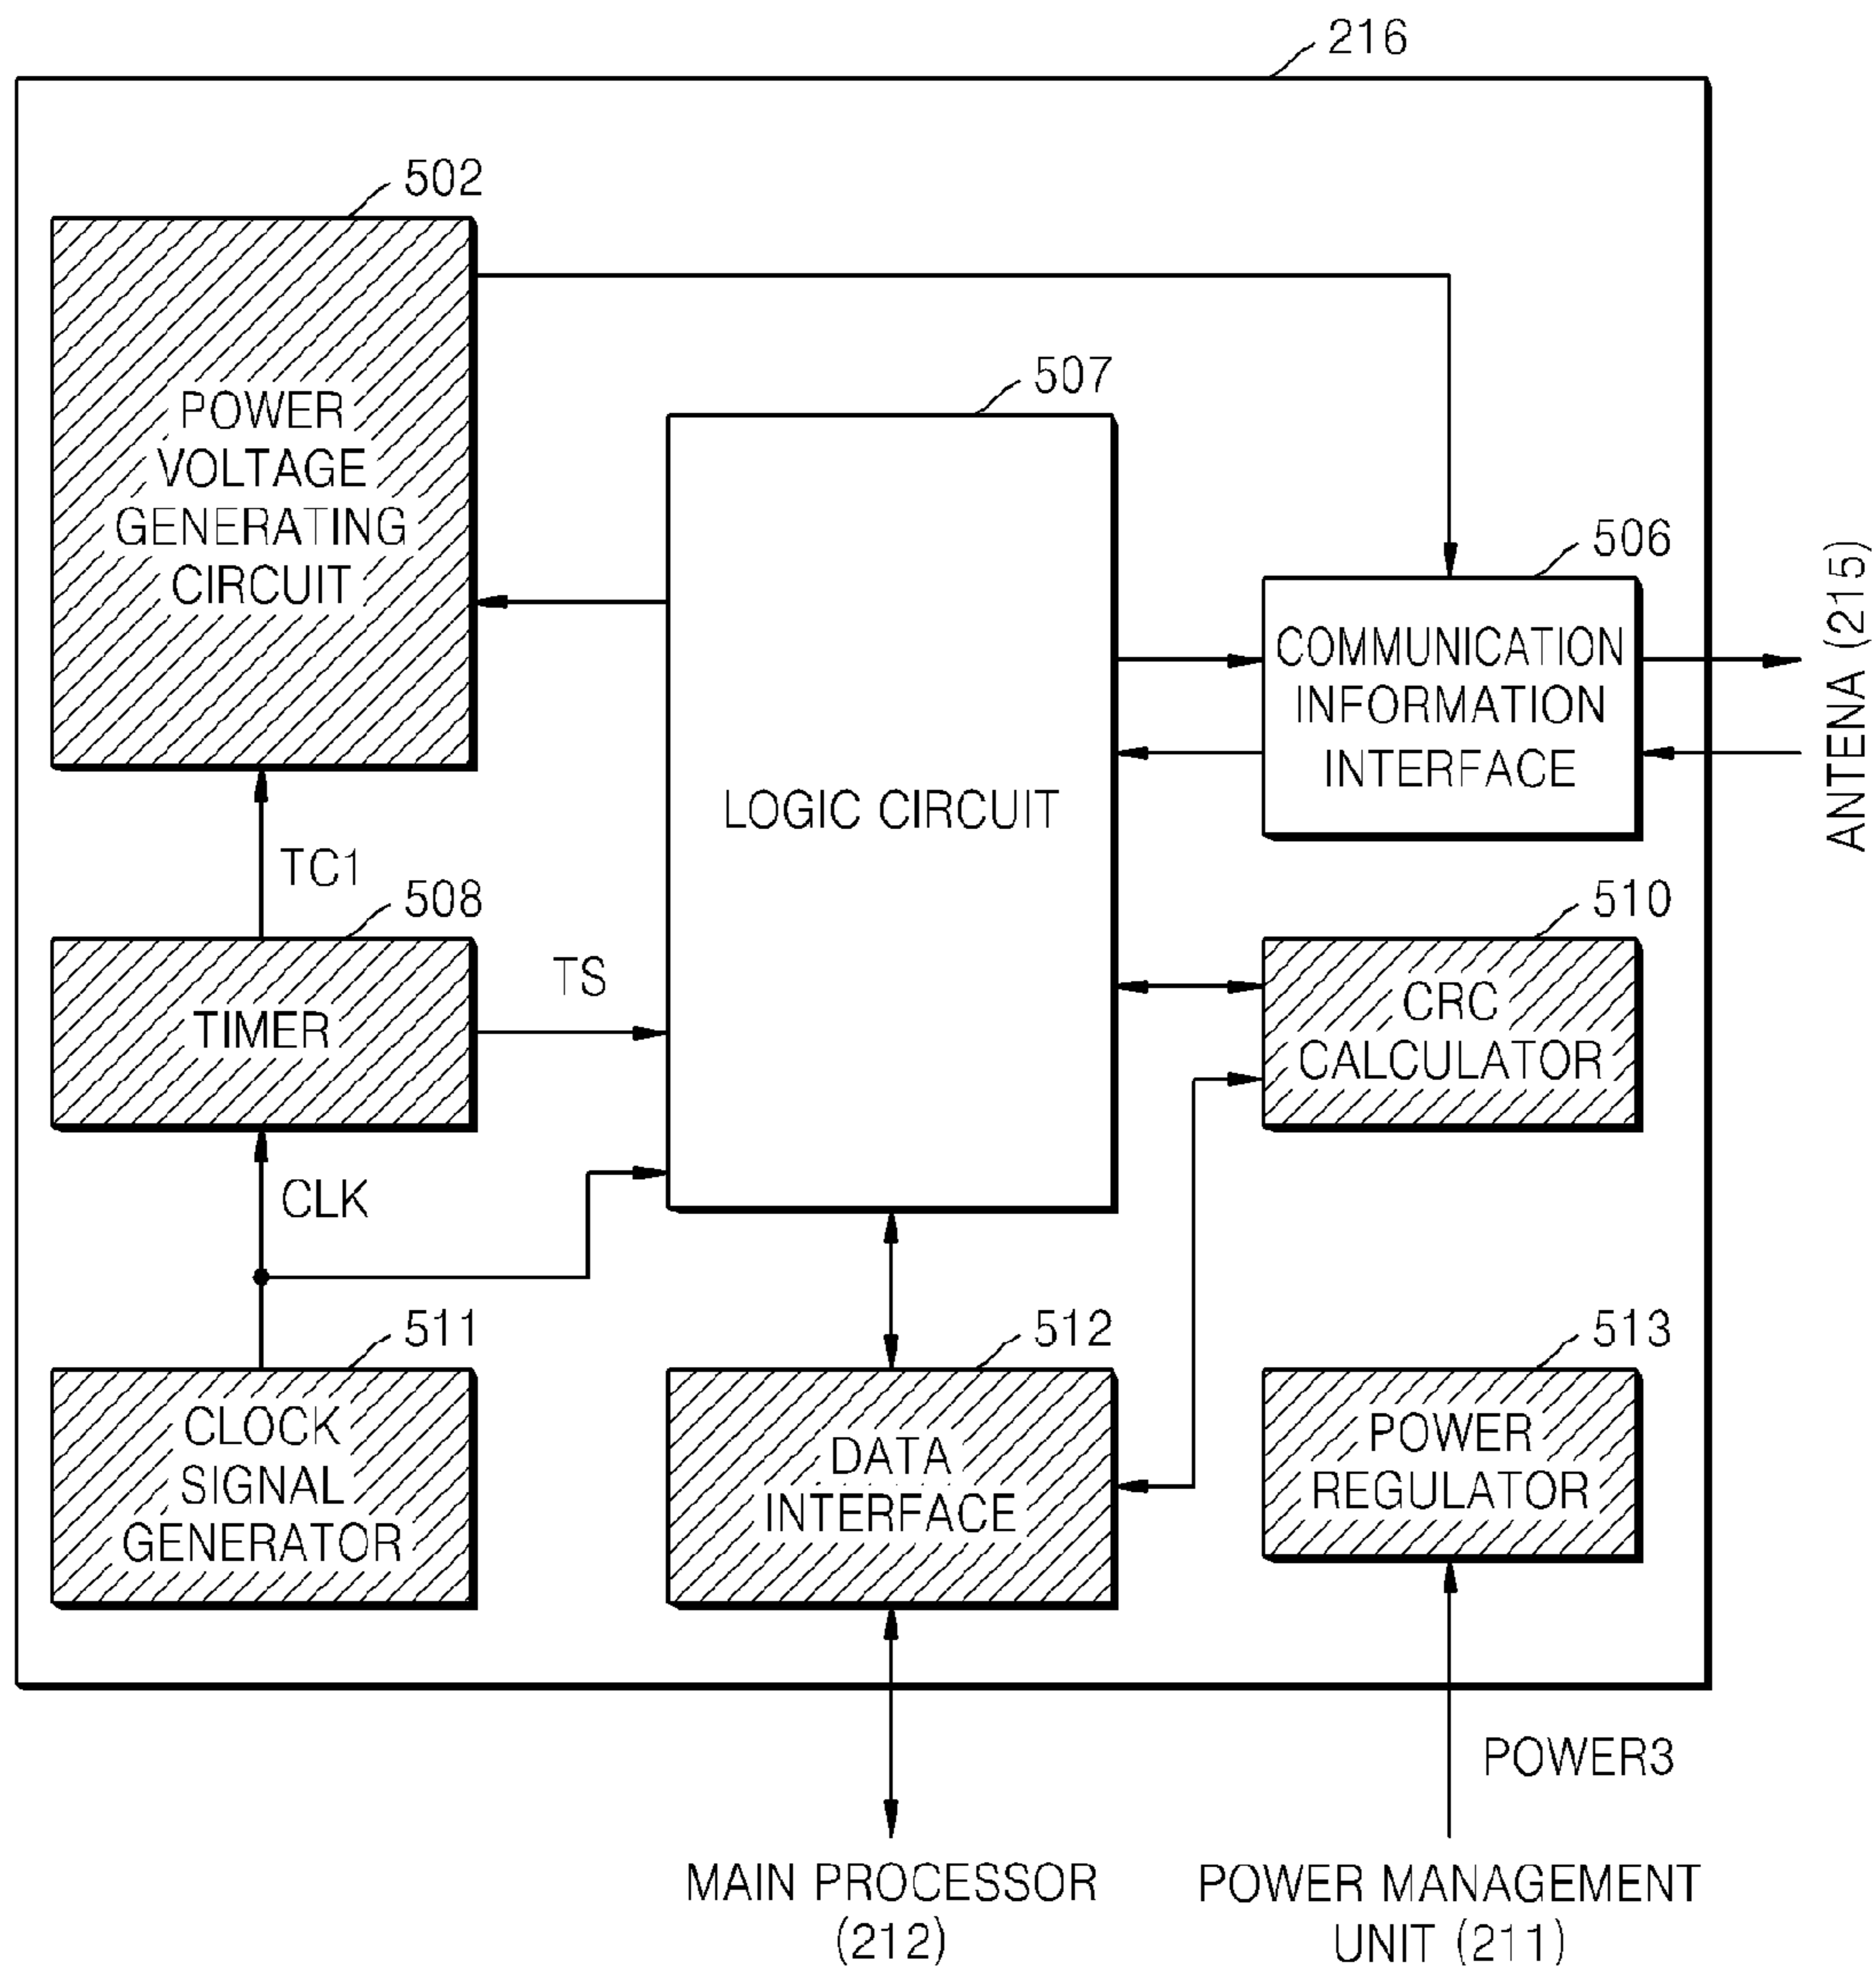 216
502
POWER
VOLTAGE
GENERATING
CIRCUIT
507
LOGIC CIRCUIT
506
COMMUNICATION
INFORMATION
INTERFACE
ANTENA (215)
TC1
508
TIMER
TS
510
CRC
CALCULATOR
CLK
511
CLOCK
SIGNAL
GENERATOR
512
DATA
INTERFACE
513
POWER
REGULATOR
POWER3
MAIN PROCESSOR
(212)
POWER MANAGEMENT
UNIT (211)